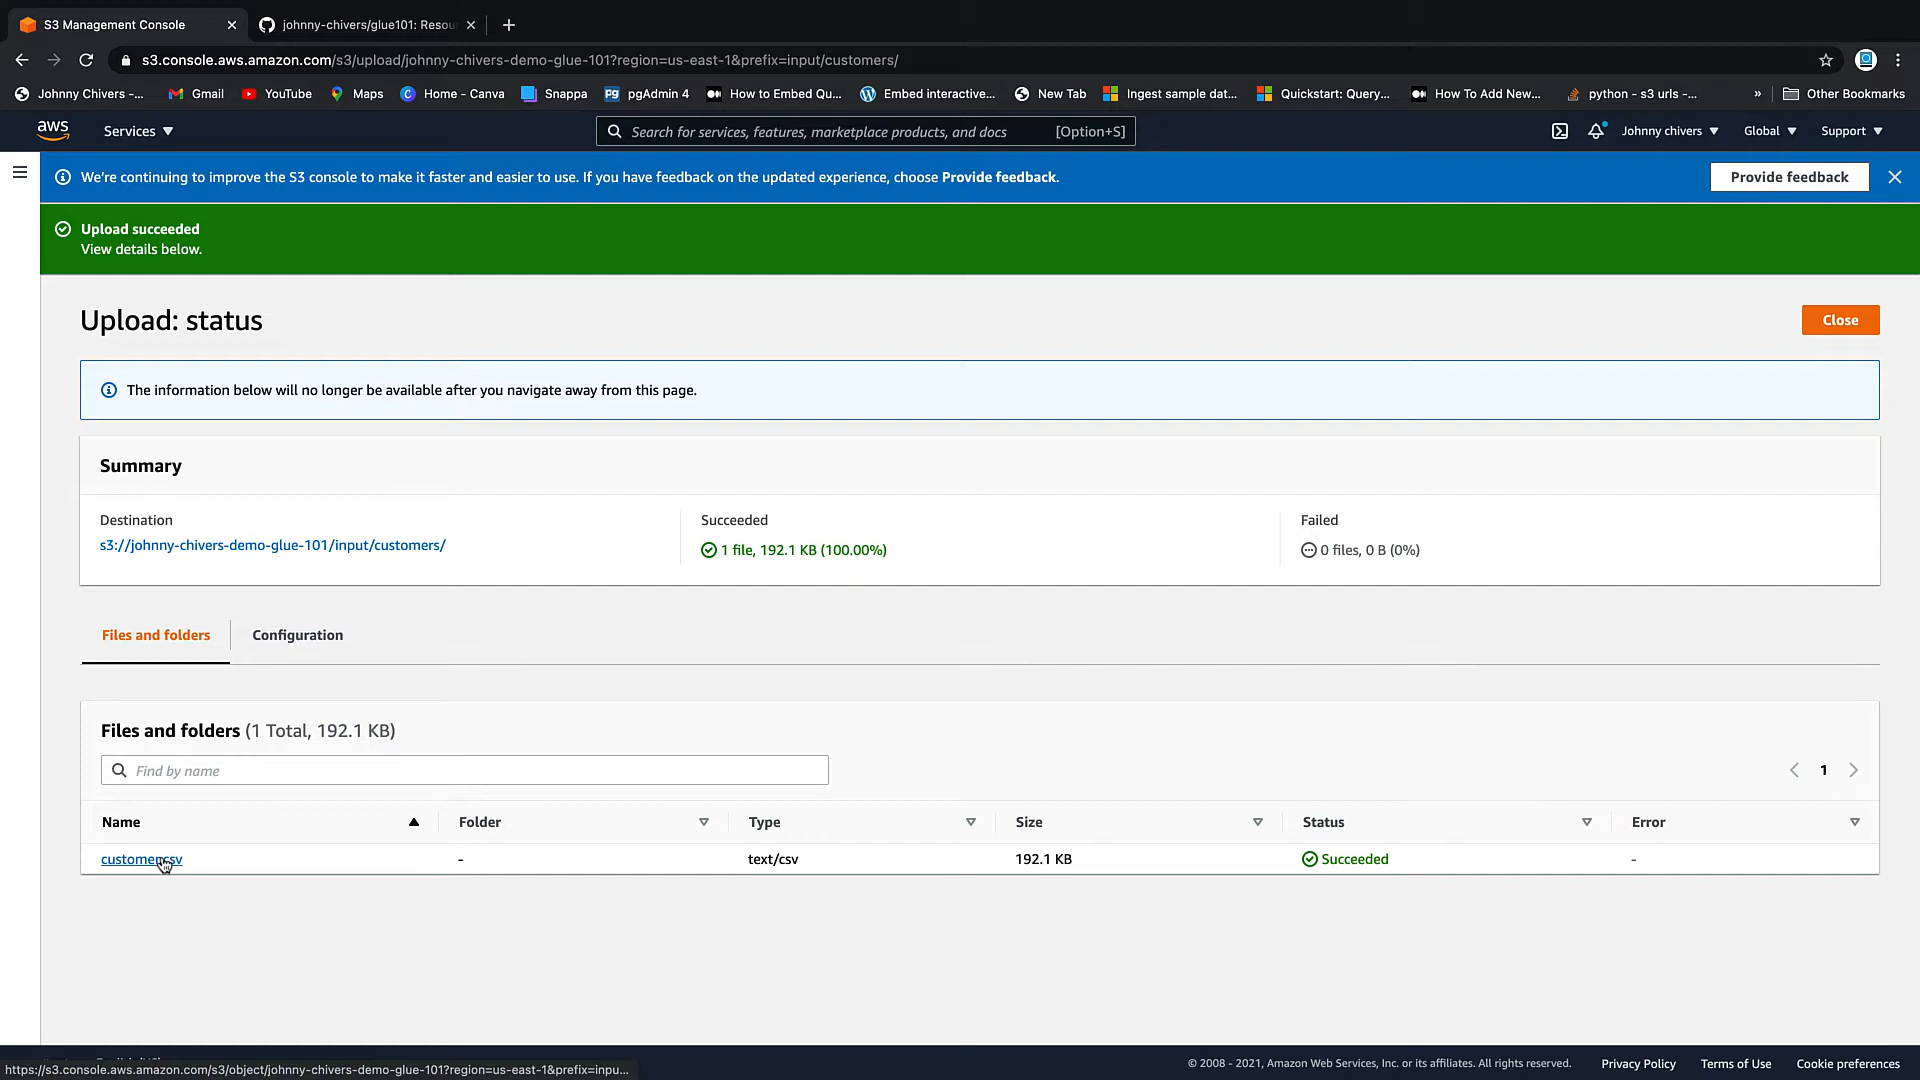 S3 Management Console
johnny-chivers/glue101: Resou
s3.console.aws.amazon.com/s3/upload/johnny-chivers-demo-glue-101?region=us-east-1&prefix=input/customers/
Johnny Chivers -... Gmail YouTube Maps Home - Canva Snappa pgAdmin 4 How to Embed Qu... Embed interactive... New Tab Ingest sample dat... Quickstart: Query... How To Add New... python - s3 urls -... » Other Bookmarks
aws Services Search for services, features, marketplace products, and docs [Option+S] Johnny chivers Global Support
We're continuing to improve the S3 console to make it faster and easier to use. If you have feedback on the updated experience, choose Provide feedback. Provide feedback
Upload succeeded
View details below.
Upload: status Close
The information below will no longer be available after you navigate away from this page.
Summary
Destination Succeeded Failed
s3://johnny-chivers-demo-glue-101/input/customers/ 1 file, 192.1 KB (100.00%) 0 files, 0 B (0%)
Files and folders Configuration
Files and folders (1 Total, 192.1 KB)
Find by name 1
Name Folder Type Size Status Error
- text/csv 192.1 KB Succeeded -
© 2008 - 2021, Amazon Web Services, Inc. or its affiliates. All rights reserved. Privacy Policy Terms of Use Cookie preferences
https://s3.console.aws.amazon.com/s3/object/johnny-chivers-demo-glue-101?region=us-east-1&prefix=inpu...